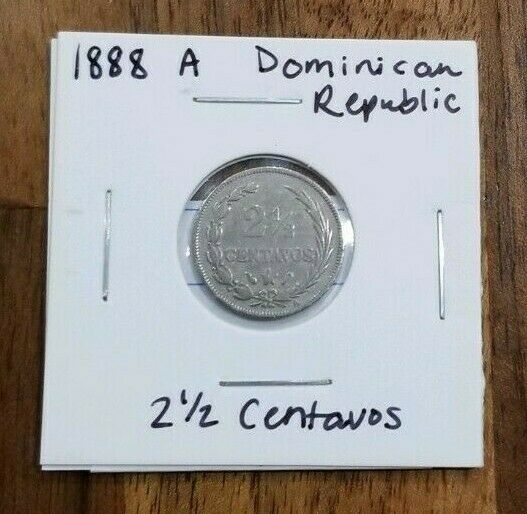 1888 A Dominican
Republic
2½
CENTAVOS
A
2½ Centavos